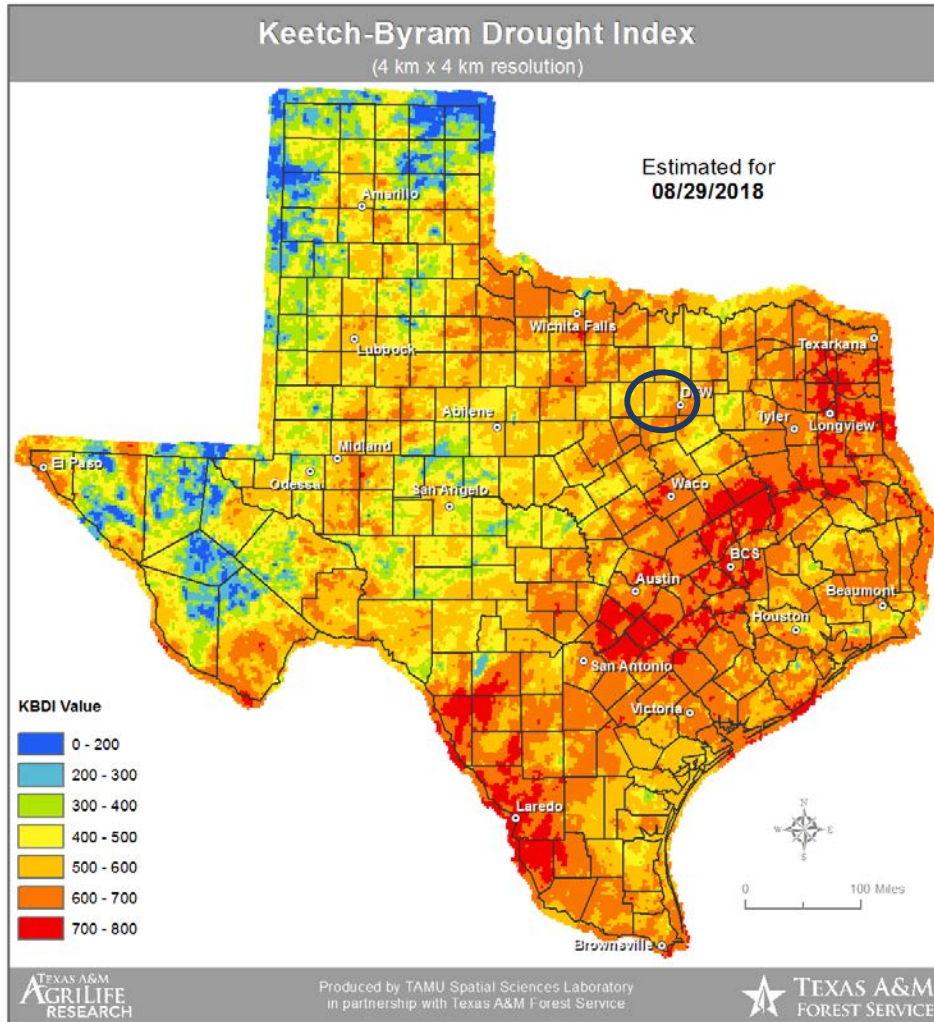 Keetch-Byram Drought Index
(4 km x 4 km resolution)
Estimated for
08/29/2018
Amarillo
Wichita Falls
Texarkana
Lubbock
DFW
Abilene
Tyler
Longview
Midland
El Paso
Odessa
San Angelo
Waco
BCS
Austin
Beaumont
Houston
San Antonio
KBDI Value
Victoria
0 - 200
200 - 300
300 - 400
400 - 500
500 - 600
600 - 700
700 - 800
Laredo
N
W
E
S
0 100 Miles
Brownsville
TEXAS A&M
AGRILIFE
RESEARCH
Produced by TAMU Spatial Sciences Laboratory
in partnership with Texas A&M Forest Service
TEXAS A&M
FOREST SERVICE